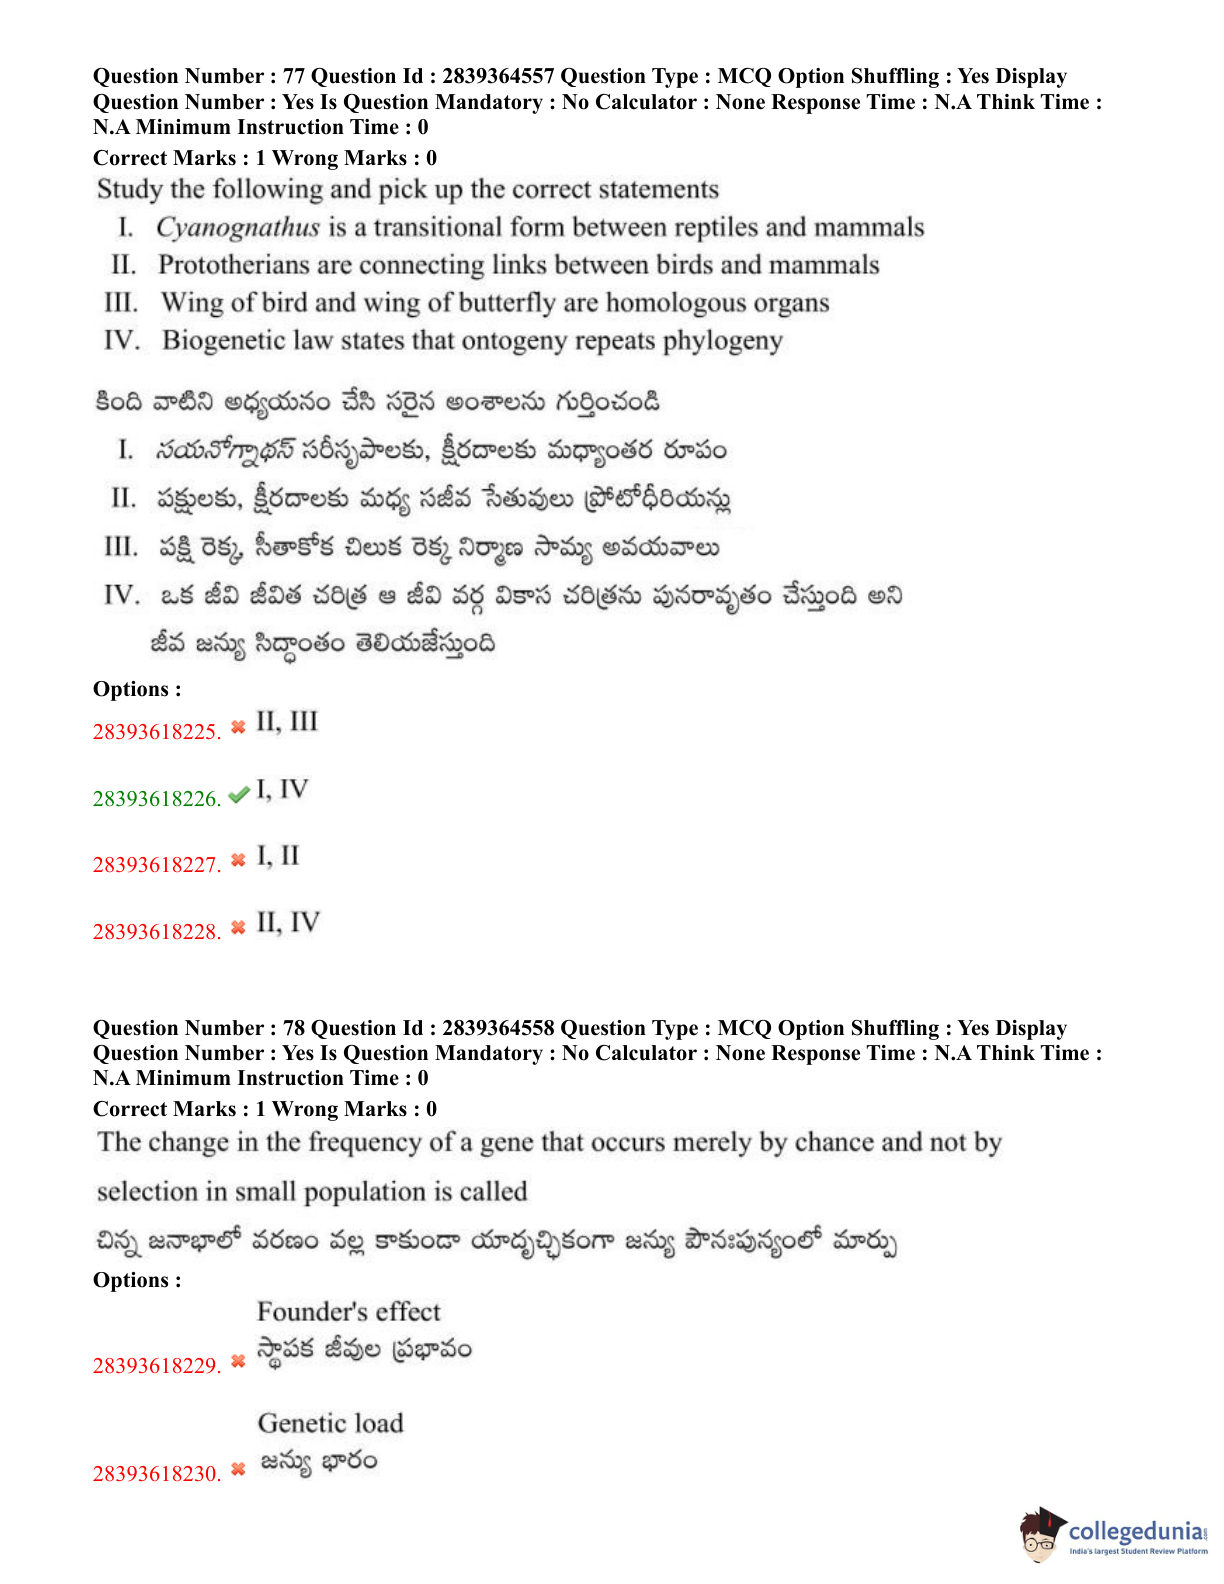 Question Number : 77 Question Id : 2839364557 Question Type : MCQ Option Shuffling : Yes Display
Question Number : Yes Is Question Mandatory : No Calculator : None Response Time : N.A Think Time :
N.A Minimum Instruction Time : 0
Correct Marks : 1 Wrong Marks : 0
Study the following and pick up the correct statements
I. Cyanognathus is a transitional form between reptiles and mammals
II. Prototherians are connecting links between birds and mammals
III. Wing of bird and wing of butterfly are homologous organs
IV. Biogenetic law states that ontogeny repeats phylogeny
కింది వాటిని అధ్యయనం చేసి సరైన అంశాలను గుర్తించండి
I. సయనోగ్నాథస్ సరీసృపాలకు, క్షీరదాలకు మధ్యాంతర రూపం
II. పక్షులకు, క్షీరదాలకు మధ్య సజీవ సేతువులు ప్రోటోథీరియన్లు
III. పక్షి రెక్క, సీతాకోక చిలుక రెక్క నిర్మాణ సామ్య అవయవాలు
IV. ఒక జీవి జీవిత చరిత్ర ఆ జీవి వర్గ వికాస చరిత్రను పునరావృతం చేస్తుంది అని
జీవ జన్యు సిద్ధాంతం తెలియజేస్తుంది
Options :
28393618225. II, III
28393618226. I, IV
28393618227. I, II
28393618228. II, IV
Question Number : 78 Question Id : 2839364558 Question Type : MCQ Option Shuffling : Yes Display
Question Number : Yes Is Question Mandatory : No Calculator : None Response Time : N.A Think Time :
N.A Minimum Instruction Time : 0
Correct Marks : 1 Wrong Marks : 0
The change in the frequency of a gene that occurs merely by chance and not by
selection in small population is called
చిన్న జనాభాలో వరణం వల్ల కాకుండా యాదృచ్ఛికంగా జన్యు పౌనఃపున్యంలో మార్పు
Options :
Founder's effect
స్థాపక జీవుల ప్రభావం
28393618229.
Genetic load
జన్యు భారం
28393618230.
collegedunia
India's largest Student Review Platform